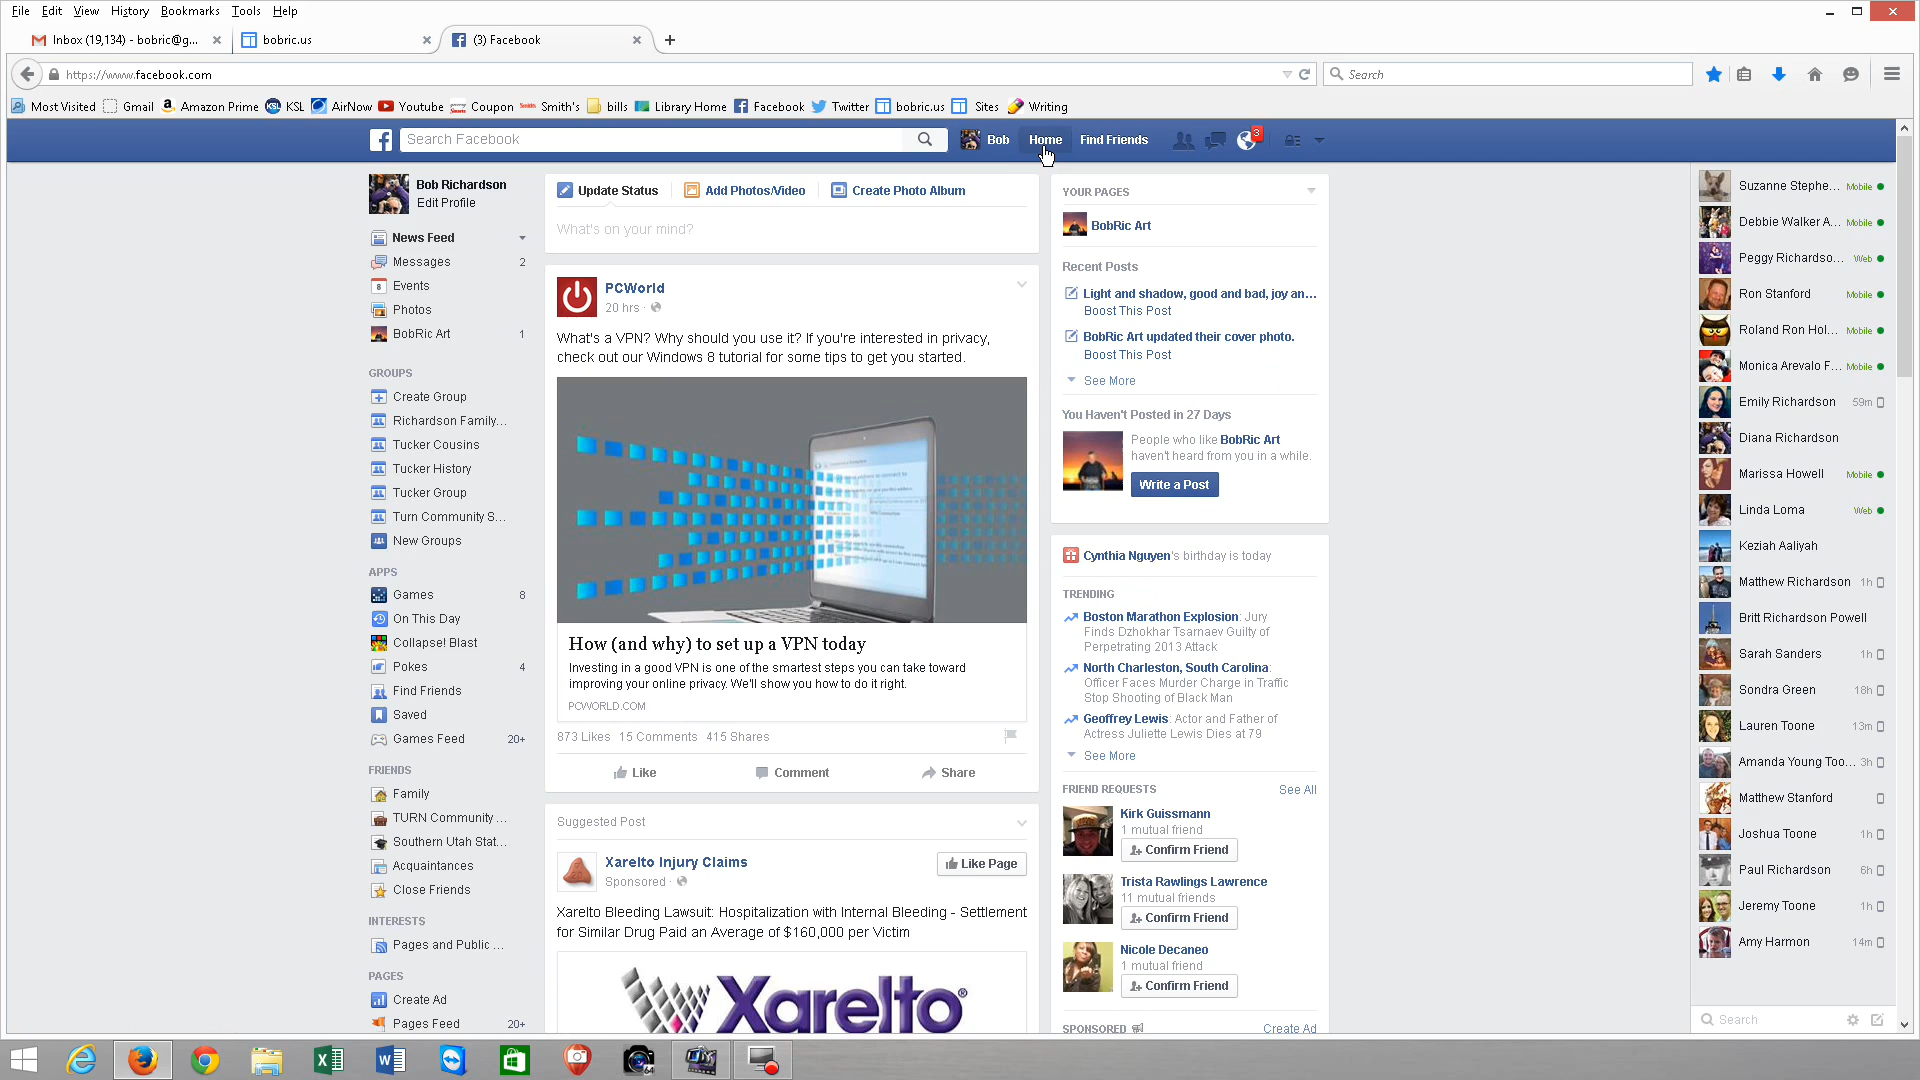 File Edit View History Bookmarks Tools Help
Inbox (19,134) - bobric@g...
bobric.us
(3) Facebook
https://www.facebook.com
Search
Most Visited Gmail Amazon Prime KSL AirNow Youtube Coupon Smith's bills Library Home Facebook Twitter bobric.us Sites Writing
Search Facebook
Bob Home Find Friends
3
Bob Richardson
Edit Profile
News Feed
Messages 2
Events
Photos
BobRic Art 1
GROUPS
Create Group
Richardson Family...
Tucker Cousins
Tucker History
Tucker Group
Turn Community S...
New Groups
APPS
Games 8
On This Day
Collapse! Blast
Pokes 4
Find Friends
Saved
Games Feed 20+
FRIENDS
Family
TURN Community ...
Southern Utah Stat...
Acquaintances
Close Friends
INTERESTS
Pages and Public ...
PAGES
Create Ad
Pages Feed 20+
Update Status Add Photos/Video Create Photo Album
What's on your mind?
PCWorld
20 hrs ·
What's a VPN? Why should you use it? If you're interested in privacy,
check out our Windows 8 tutorial for some tips to get you started.
How (and why) to set up a VPN today
Investing in a good VPN is one of the smartest steps you can take toward
improving your online privacy. We'll show you how to do it right.
PCWORLD.COM
873 Likes 15 Comments 415 Shares
Like Comment Share
Suggested Post
Xarelto Injury Claims
Sponsored ·
Like Page
Xarelto Bleeding Lawsuit: Hospitalization with Internal Bleeding - Settlement
for Similar Drug Paid an Average of $160,000 per Victim
Xarelto®
YOUR PAGES
BobRic Art
Recent Posts
Light and shadow, good and bad, joy an...
Boost This Post
BobRic Art updated their cover photo.
Boost This Post
See More
You Haven't Posted in 27 Days
People who like BobRic Art
haven't heard from you in a while.
Write a Post
Cynthia Nguyen's birthday is today
TRENDING
Boston Marathon Explosion: Jury
Finds Dzhokhar Tsarnaev Guilty of
Perpetrating 2013 Attack
North Charleston, South Carolina:
Officer Faces Murder Charge in Traffic
Stop Shooting of Black Man
Geoffrey Lewis: Actor and Father of
Actress Juliette Lewis Dies at 79
See More
FRIEND REQUESTS See All
Kirk Guissmann
1 mutual friend
Confirm Friend
Trista Rawlings Lawrence
11 mutual friends
Confirm Friend
Nicole Decaneo
1 mutual friend
Confirm Friend
SPONSORED Create Ad
Suzanne Stephe... Mobile
Debbie Walker A... Mobile
Peggy Richardso... Web
Ron Stanford Mobile
Roland Ron Hol... Mobile
Monica Arevalo F... Mobile
Emily Richardson 59m
Diana Richardson
Marissa Howell Mobile
Linda Loma Web
Keziah Aaliyah
Matthew Richardson 1h
Britt Richardson Powell
Sarah Sanders 1h
Sondra Green 18h
Lauren Toone 13m
Amanda Young Too... 3h
Matthew Stanford
Joshua Toone 1h
Paul Richardson 6h
Jeremy Toone 1h
Amy Harmon 14m
Search
64